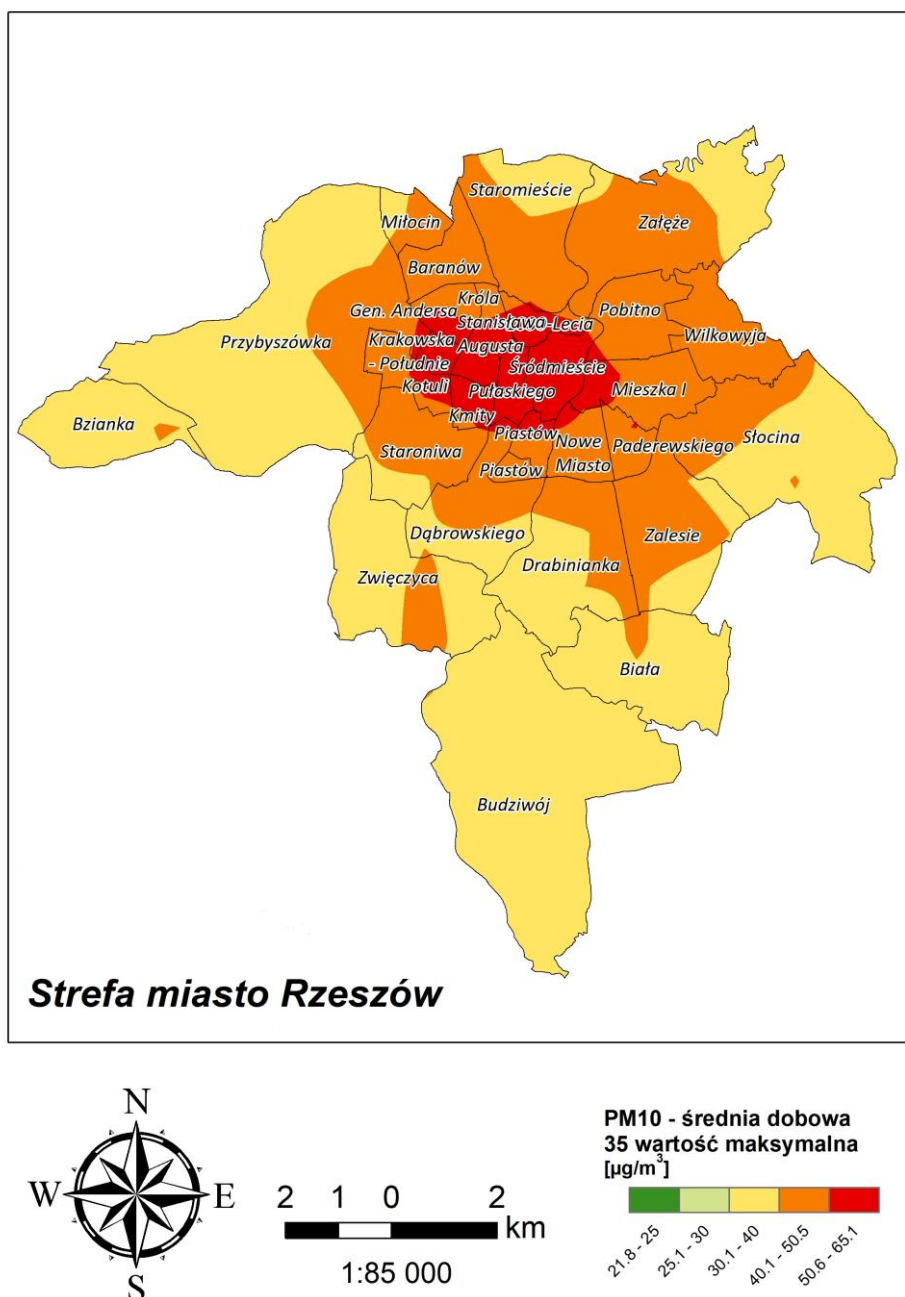 Staromieście
Miłocin
Załęże
Baranów
Króla
Gen. Andersa
Pobitno
Stanisława
-Lecia
Wilkowyja
Przybyszówka
Krakowska
Augusta
- Południe
Śródmieście
Kotuli
Pułaskiego
Mieszka I
Bzianka
Kmity
Piastów
Nowe
Paderewskiego
Słocina
Staroniwa
Piastów
Miasto
Dąbrowskiego
Zalesie
Drabinianka
Zwięczyca
Biała
Budziwój
Strefa miasto Rzeszów
N
W E
S
2 1 0 2
km
1:85 000
PM10 - średnia dobowa
35 wartość maksymalna
[µg/m³]
21.8 - 25
25.1 - 30
30.1 - 40
40.1 - 50.5
50.6 - 65.1